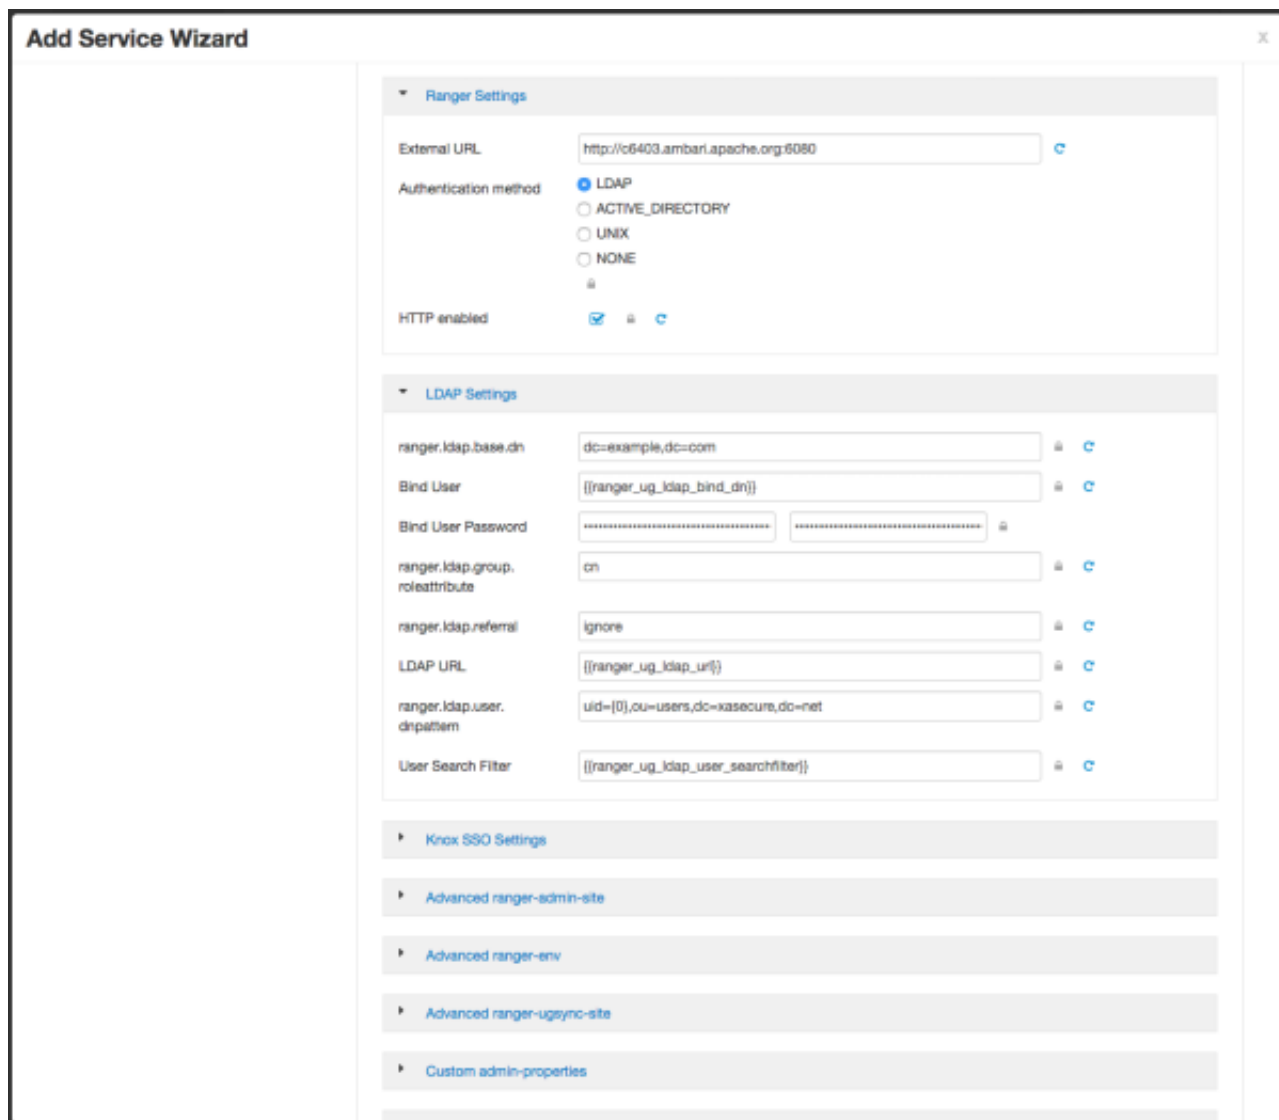 Add Service Wizard
x
Ranger Settings
External URL
http://c6403.ambari.apache.org:6080
Authentication method
LDAP
ACTIVE_DIRECTORY
UNIX
NONE
HTTP enabled
LDAP Settings
ranger.ldap.base.dn
dc=example,dc=com
Bind User
{{ranger_ug_ldap_bind_dn}}
Bind User Password
ranger.ldap.group.
roleattribute
cn
ranger.ldap.referral
ignore
LDAP URL
{{ranger_ug_ldap_url}}
ranger.ldap.user.
dnpattern
uid={0},ou=users,dc=xasecure,dc=net
User Search Filter
{{ranger_ug_ldap_user_searchfilter}}
Knox SSO Settings
Advanced ranger-admin-site
Advanced ranger-env
Advanced ranger-ugsync-site
Custom admin-properties